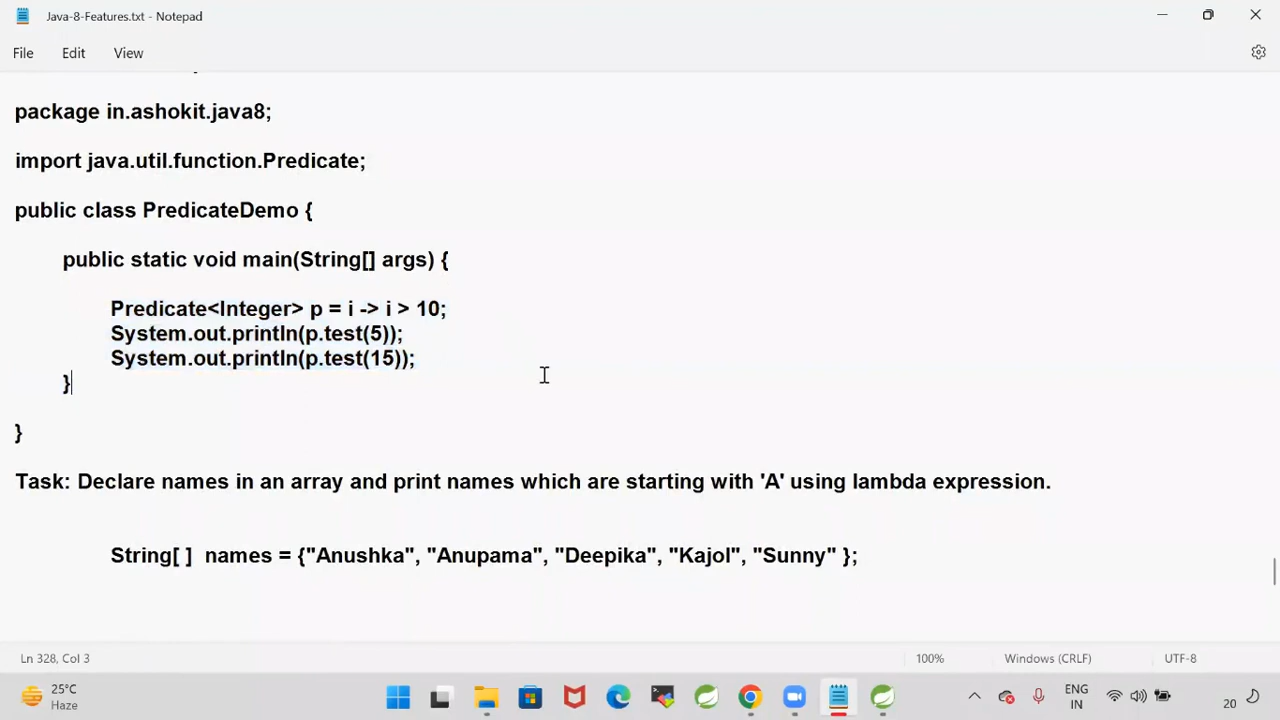 Java-8-Features.txt - Notepad
File Edit View
package in.ashokit.java8;
import java.util.function.Predicate;
public class PredicateDemo {
public static void main(String[] args) {
Predicate<Integer> p = i -> i > 10;
System.out.println(p.test(5));
System.out.println(p.test(15));
}
}
Task: Declare names in an array and print names which are starting with 'A' using lambda expression.
String[ ] names = {"Anushka", "Anupama", "Deepika", "Kajol", "Sunny" };
Ln 328, Col 3 100% Windows (CRLF) UTF-8
25°C
Haze
ENG
IN
20